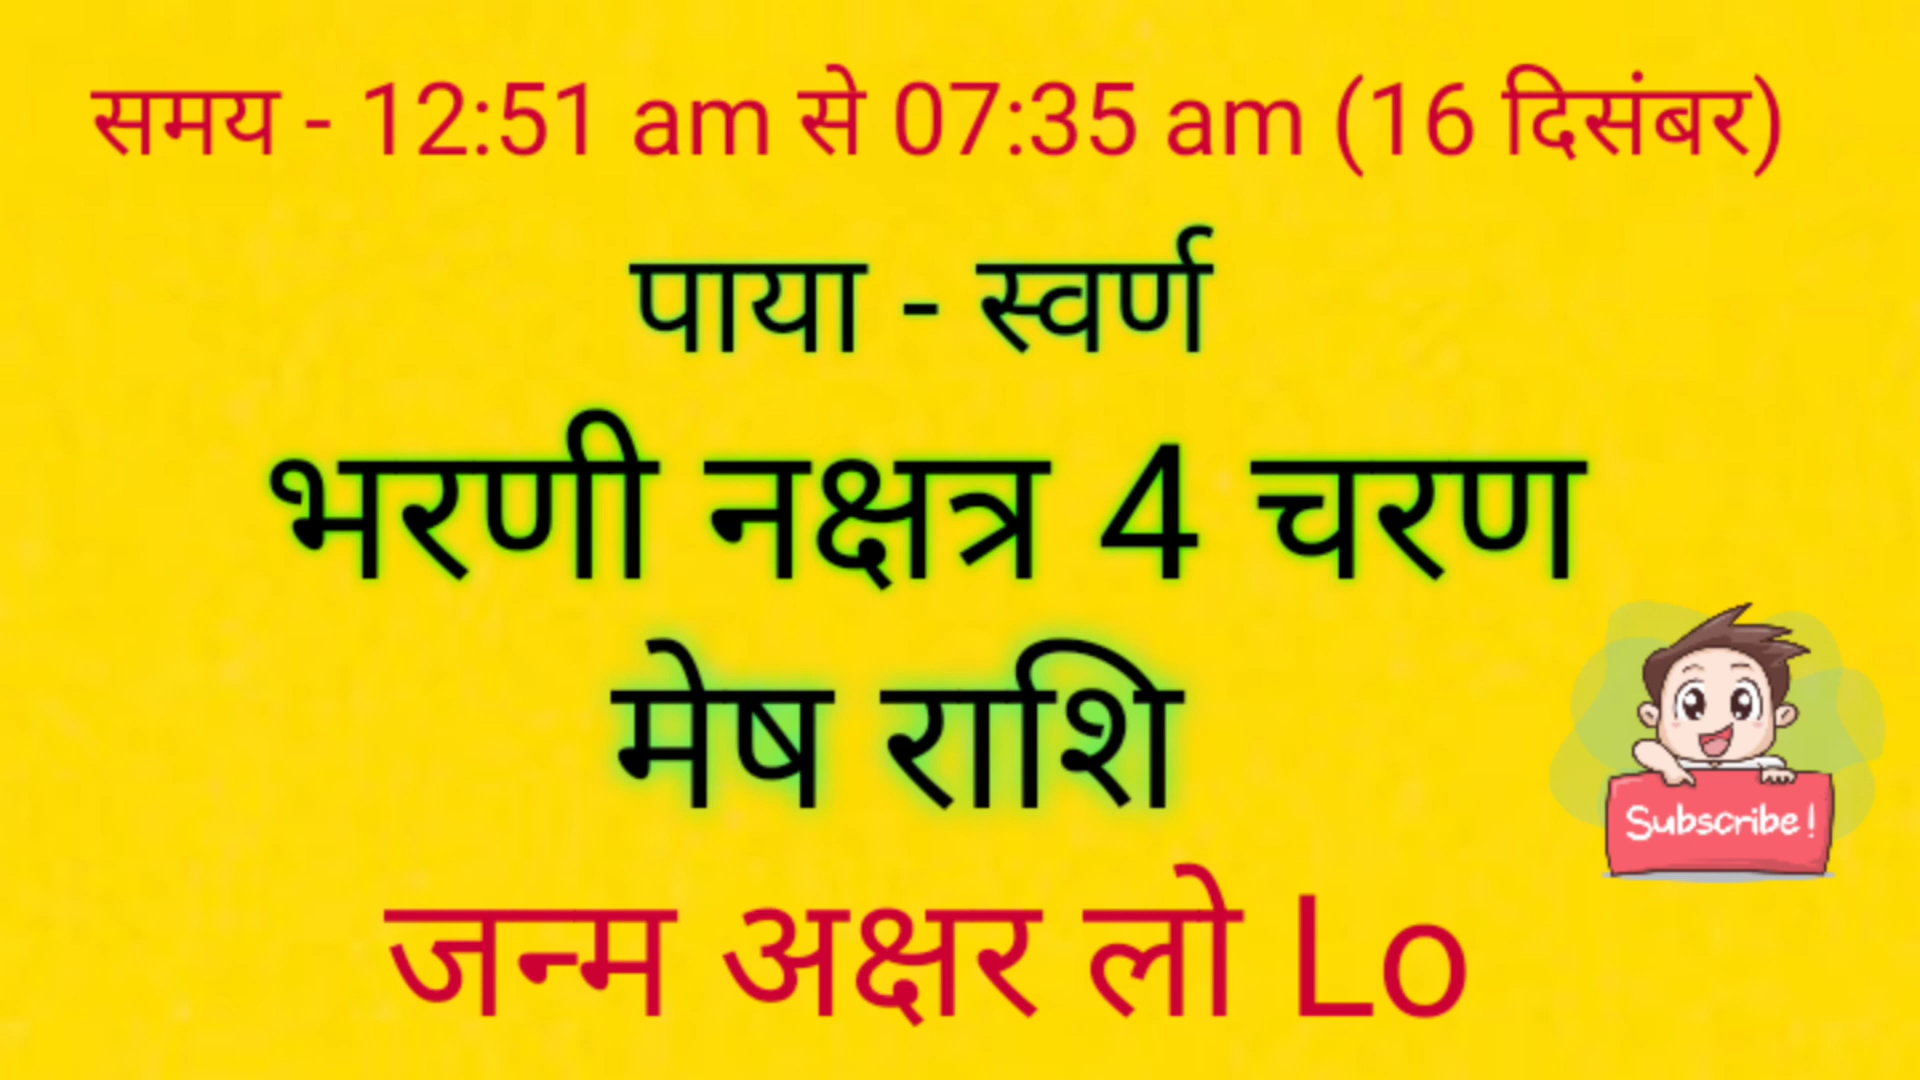 समय - 12:51 am से 07:35 am (16 दिसंबर)
पाया - स्वर्ण
भरणी नक्षत्र 4 चरण
मेष राशि
Subscribe!
जन्म अक्षर लो Lo